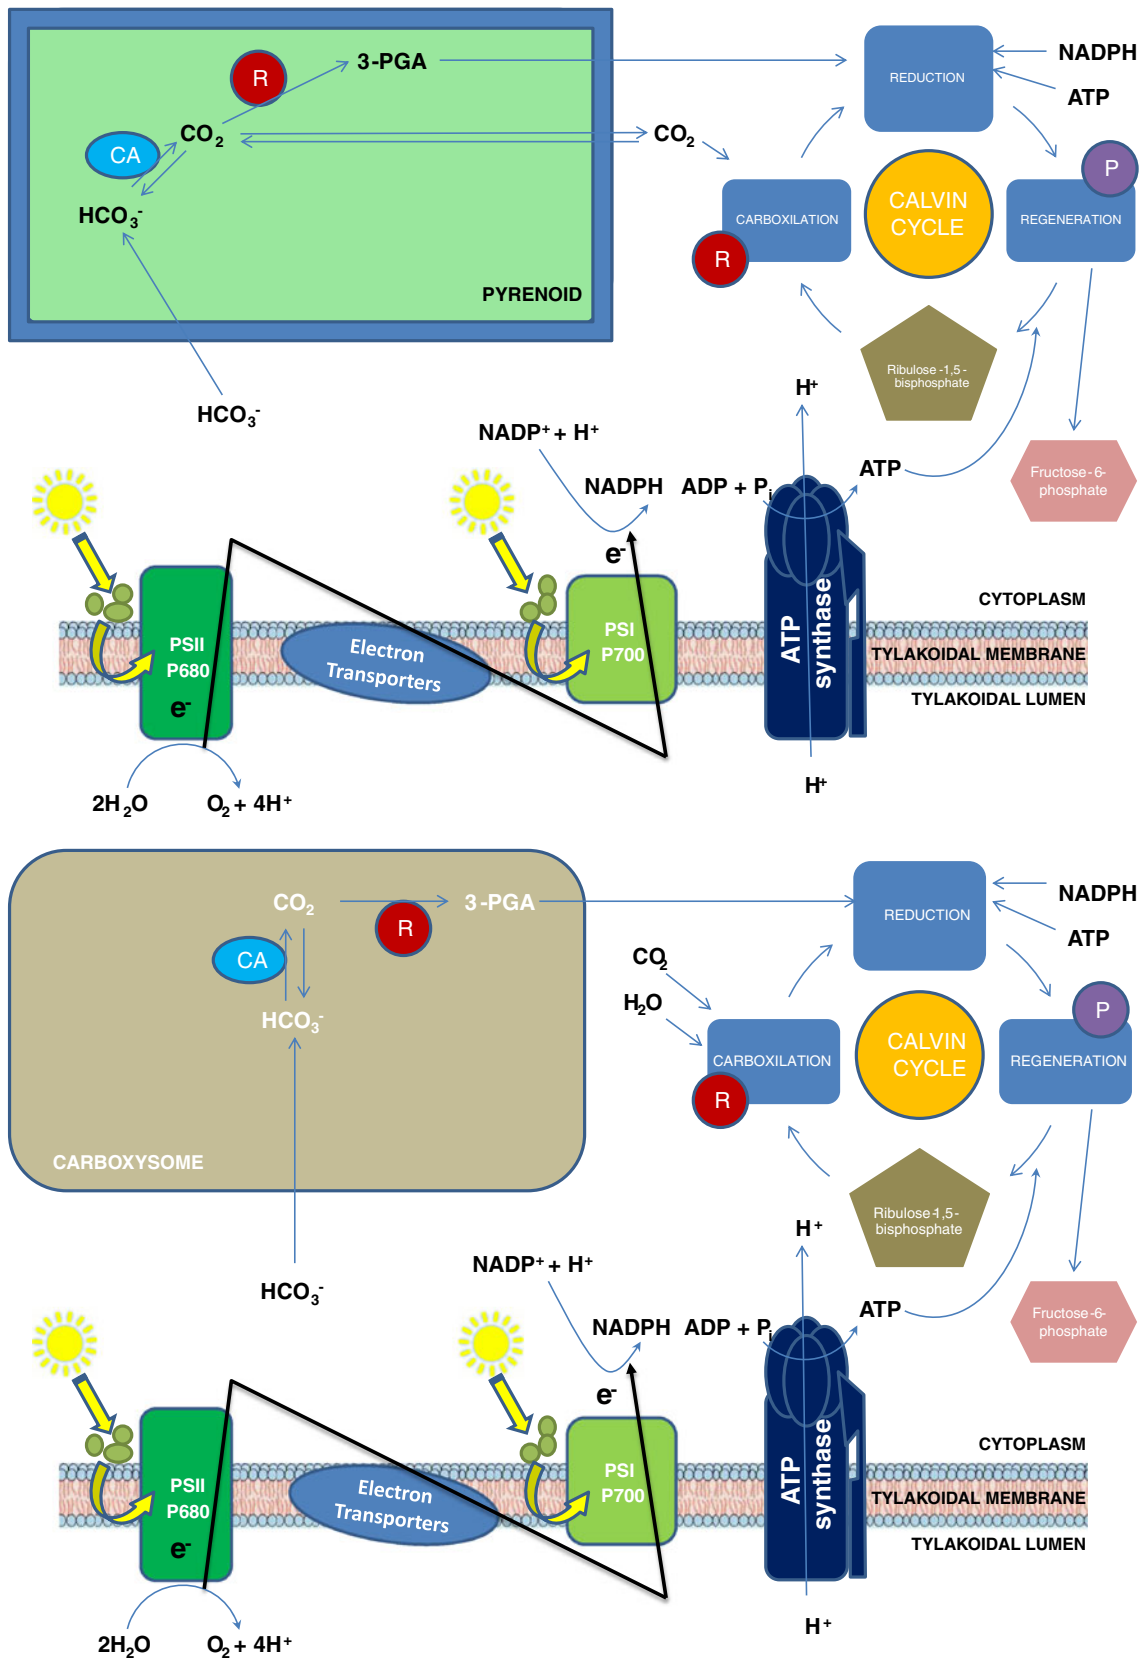 R
3-PGA
REDUCTION
NADPH
ATP
CO2
CO2
CA
HCO3-
P
CARBOXILATION
CALVIN
CYCLE
REGENERATION
R
PYRENOID
Ribulose -1,5 -
bisphosphate
H+
HCO3-
NADP+ + H+
ATP
Fructose - 6-
phosphate
NADPH
ADP + Pi
e-
CYTOPLASM
PSII
P680
Electron
Transporters
PSI
P700
ATP
synthase
TYLAKOIDAL MEMBRANE
TYLAKOIDAL LUMEN
e-
H+
2H2O
O2 + 4H+
CO2
3 -PGA
R
REDUCTION
NADPH
ATP
CA
CO2
H2O
HCO3-
P
CARBOXILATION
CALVIN
CYCLE
REGENERATION
R
CARBOXYSOME
Ribulose-1,5-
bisphosphate
H+
NADP+ + H+
HCO3-
ATP
Fructose-6-
phosphate
NADPH
ADP + Pi
e-
CYTOPLASM
PSII
P680
Electron
Transporters
PSI
P700
ATP
synthase
TYLAKOIDAL MEMBRANE
TYLAKOIDAL LUMEN
e-
H+
2H2O
O2 + 4H+